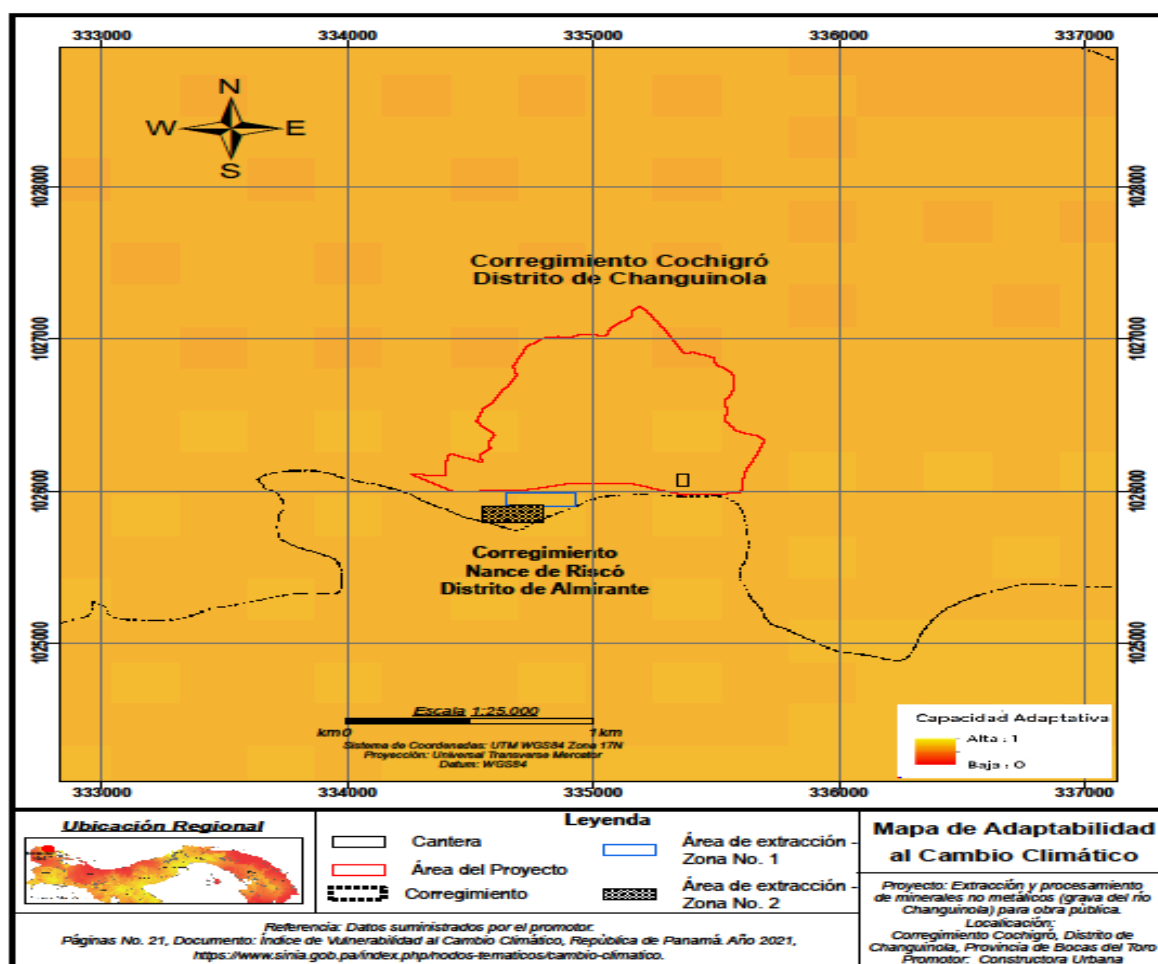 333000 334000 335000 336000 337000
N
W E
S
1028000 1028000
Corregimiento Cochigró
Distrito de Changuinola
1027000 1027000
1026000 1026000
Corregimiento
Nance de Riscó
Distrito de Almirante
1025000 1025000
Escala 1:25.000
km0 1km
Sistema de Coordenadas: UTM WGS84 Zona 17N
Proyección: Universal Transverse Mercator
Datum: WGS84
Capacidad Adaptativa
Alta : 1
Baja : 0
333000 334000 335000 336000 337000
Ubicación Regional
Leyenda
Cantera
Área del Proyecto
Corregimiento
Área de extracción -
Zona No. 1
Área de extracción -
Zona No. 2
Mapa de Adaptabilidad
al Cambio Climático
Proyecto: Extracción y procesamiento
de minerales no metálicos (grava del río
Changuinola) para obra pública.
Localización:
Corregimiento Cochigró, Distrito de
Changuinola, Provincia de Bocas del Toro
Promotor: Constructora Urbana
Referencia: Datos suministrados por el promotor.
Páginas No. 21, Documento: Índice de Vulnerabilidad al Cambio Climático, República de Panamá. Año 2021,
https://www.sinia.gob.pa/index.php/nodos-tematicos/cambio-climatico.